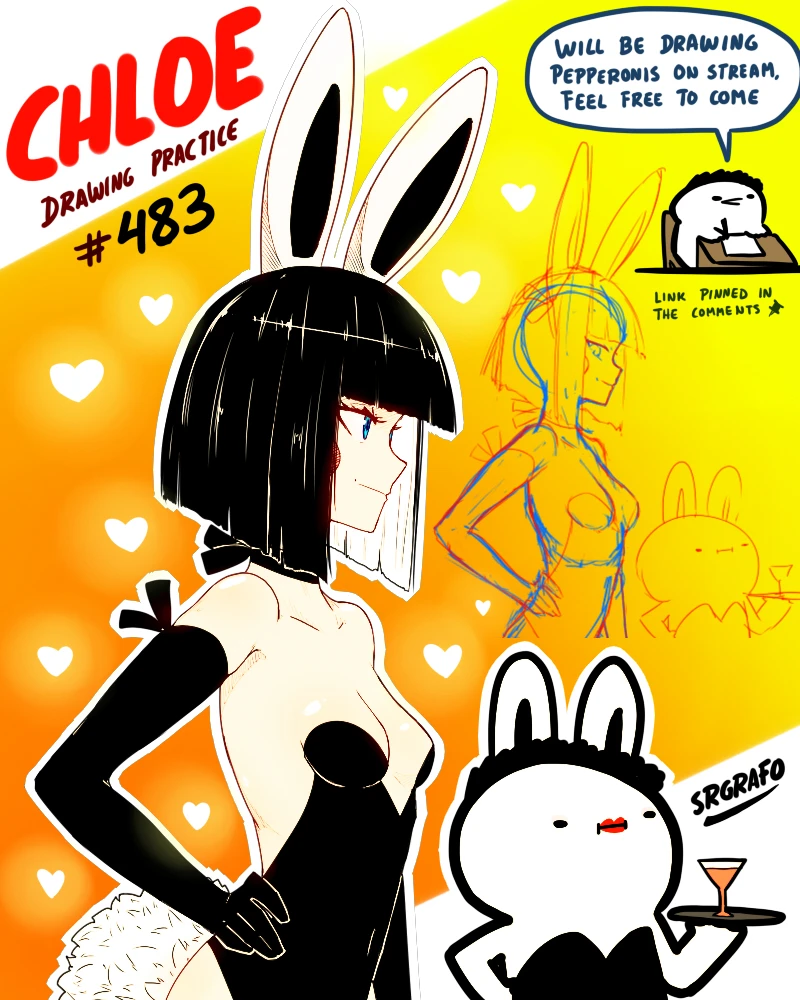 CHLOE
DRAWING PRACTICE
#483
WILL BE DRAWING
PEPPERONIS ON STREAM,
FEEL FREE TO COME
LINK PINNED IN
THE COMMENTS ★
SRGRAFO